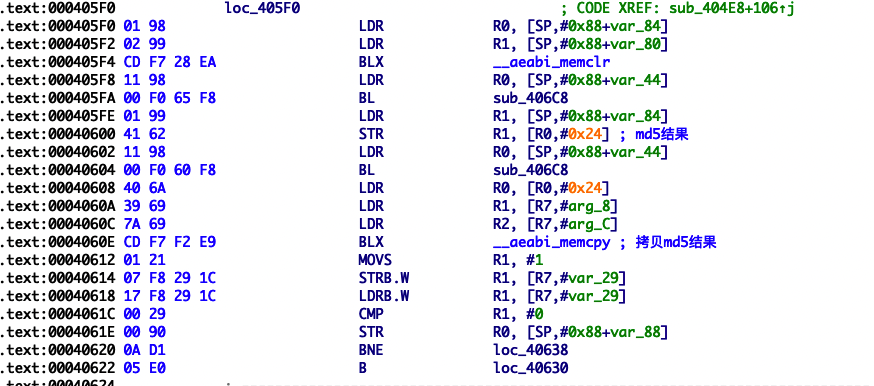 .text:000405F0 loc_405F0 ; CODE XREF: sub_404E8+106↑j
.text:000405F0 01 98 LDR R0, [SP,#0x88+var_84]
.text:000405F2 02 99 LDR R1, [SP,#0x88+var_80]
.text:000405F4 CD F7 28 EA BLX __aeabi_memclr
.text:000405F8 11 98 LDR R0, [SP,#0x88+var_44]
.text:000405FA 00 F0 65 F8 BL sub_406C8
.text:000405FE 01 99 LDR R1, [SP,#0x88+var_84]
.text:00040600 41 62 STR R1, [R0,#0x24] ; md5结果
.text:00040602 11 98 LDR R0, [SP,#0x88+var_44]
.text:00040604 00 F0 60 F8 BL sub_406C8
.text:00040608 40 6A LDR R0, [R0,#0x24]
.text:0004060A 39 69 LDR R1, [R7,#arg_8]
.text:0004060C 7A 69 LDR R2, [R7,#arg_C]
.text:0004060E CD F7 F2 E9 BLX __aeabi_memcpy ; 拷贝md5结果
.text:00040612 01 21 MOVS R1, #1
.text:00040614 07 F8 29 1C STRB.W R1, [R7,#var_29]
.text:00040618 17 F8 29 1C LDRB.W R1, [R7,#var_29]
.text:0004061C 00 29 CMP R1, #0
.text:0004061E 00 90 STR R0, [SP,#0x88+var_88]
.text:00040620 0A D1 BNE loc_40638
.text:00040622 05 E0 B loc_40630
.text:00040624 ;